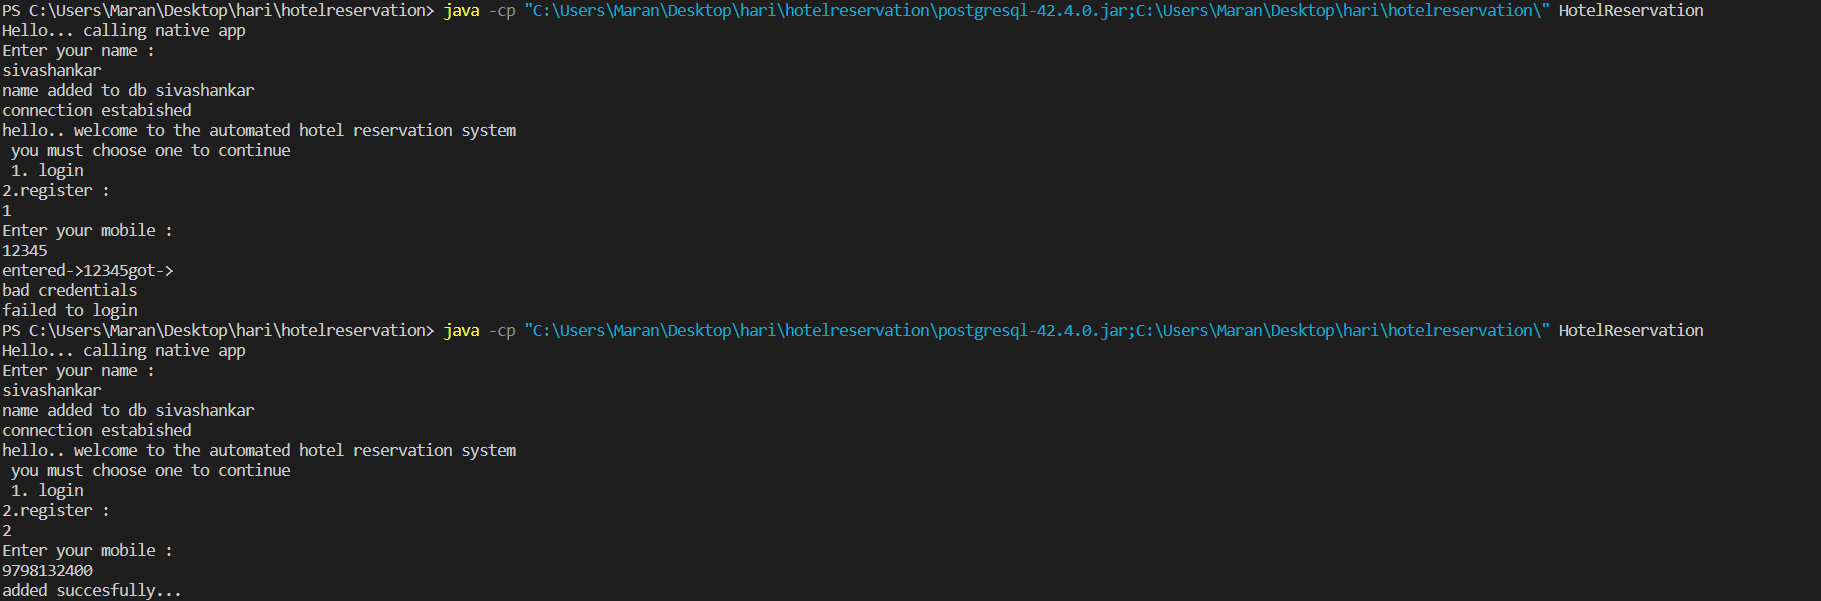 PS C:\Users\Maran\Desktop\hari\hotelreservation> java -cp "C:\Users\Maran\Desktop\hari\hotelreservation\postgresql-42.4.0.jar;C:\Users\Maran\Desktop\hari\hotelreservation\" HotelReservation
Hello... calling native app
Enter your name :
sivashankar
name added to db sivashankar
connection estabished
hello.. welcome to the automated hotel reservation system
 you must choose one to continue
 1. login
2.register :
1
Enter your mobile :
12345
entered->12345got->
bad credentials
failed to login
PS C:\Users\Maran\Desktop\hari\hotelreservation> java -cp "C:\Users\Maran\Desktop\hari\hotelreservation\postgresql-42.4.0.jar;C:\Users\Maran\Desktop\hari\hotelreservation\" HotelReservation
Hello... calling native app
Enter your name :
sivashankar
name added to db sivashankar
connection estabished
hello.. welcome to the automated hotel reservation system
 you must choose one to continue
 1. login
2.register :
2
Enter your mobile :
9798132400
added succesfully...